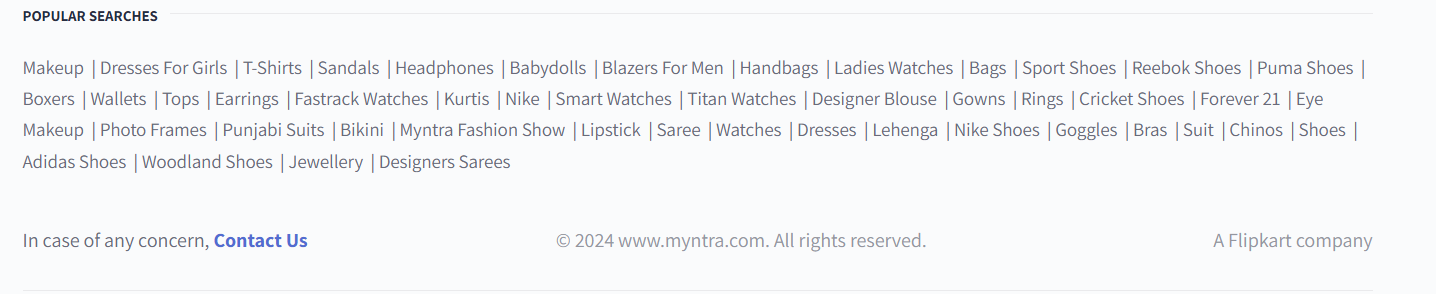 POPULAR SEARCHES
Makeup | Dresses For Girls | T-Shirts | Sandals | Headphones | Babydolls | Blazers For Men | Handbags | Ladies Watches | Bags | Sport Shoes | Reebok Shoes | Puma Shoes |
Boxers | Wallets | Tops | Earrings | Fastrack Watches | Kurtis | Nike | Smart Watches | Titan Watches | Designer Blouse | Gowns | Rings | Cricket Shoes | Forever 21 | Eye
Makeup | Photo Frames | Punjabi Suits | Bikini | Myntra Fashion Show | Lipstick | Saree | Watches | Dresses | Lehenga | Nike Shoes | Goggles | Bras | Suit | Chinos | Shoes |
Adidas Shoes | Woodland Shoes | Jewellery | Designers Sarees
In case of any concern, Contact Us © 2024 www.myntra.com. All rights reserved. A Flipkart company